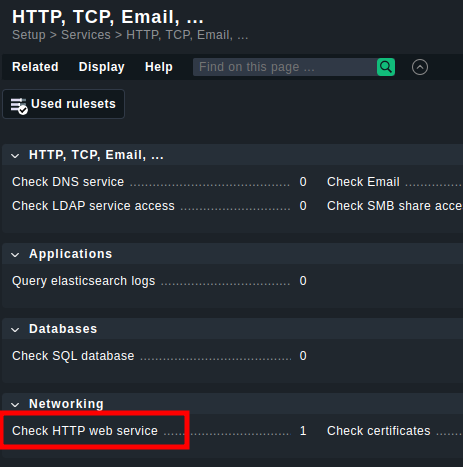 HTTP, TCP, Email, ...
Setup > Services > HTTP, TCP, Email, ...
Related Display Help Find on this page ...
Used rulesets
HTTP, TCP, Email, ...
Check DNS service 0 Check Email
Check LDAP service access 0 Check SMB share acce
Applications
Query elasticsearch logs 0
Databases
Check SQL database 0
Networking
Check HTTP web service 1 Check certificates